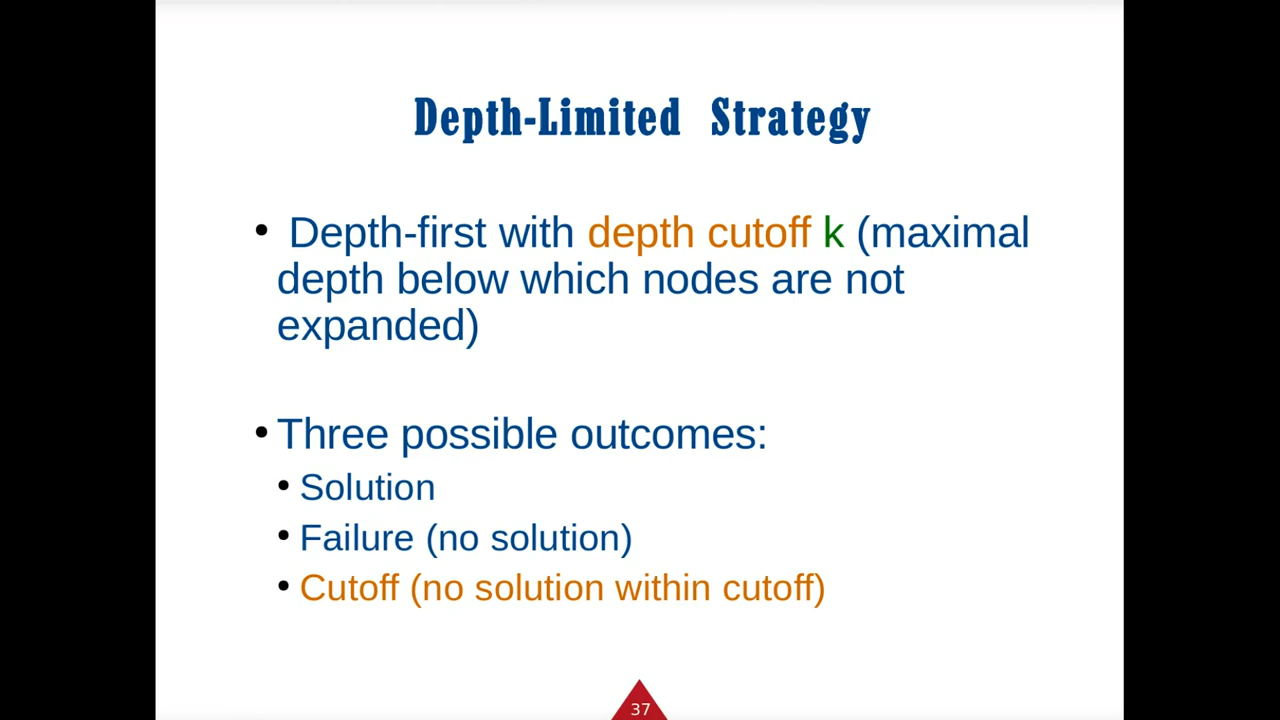 Depth-Limited Strategy
• Depth-first with depth cutoff k (maximal
depth below which nodes are not
expanded)
• Three possible outcomes:
• Solution
• Failure (no solution)
• Cutoff (no solution within cutoff)
37